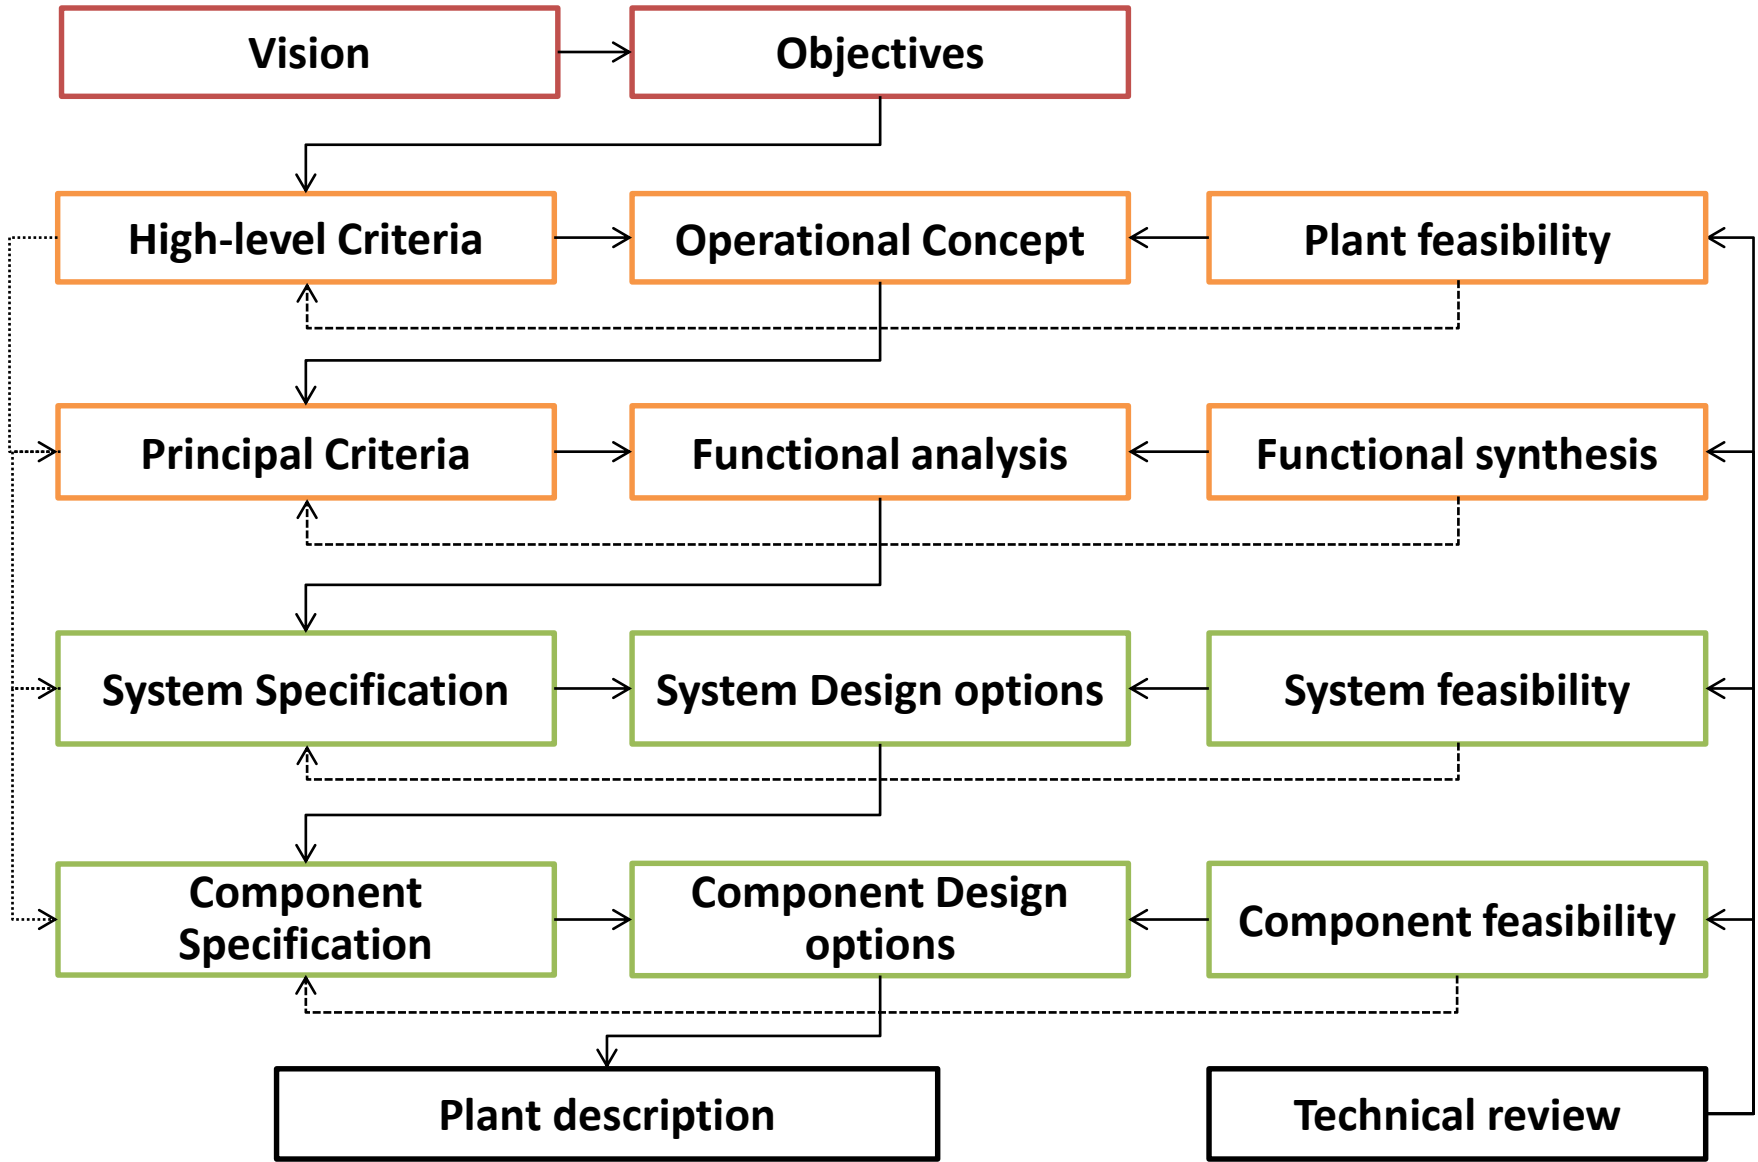 Vision
Objectives
High-level Criteria
Operational Concept
Plant feasibility
Principal Criteria
Functional analysis
Functional synthesis
System Specification
System Design options
System feasibility
Component
Specification
Component Design
options
Component feasibility
Plant description
Technical review